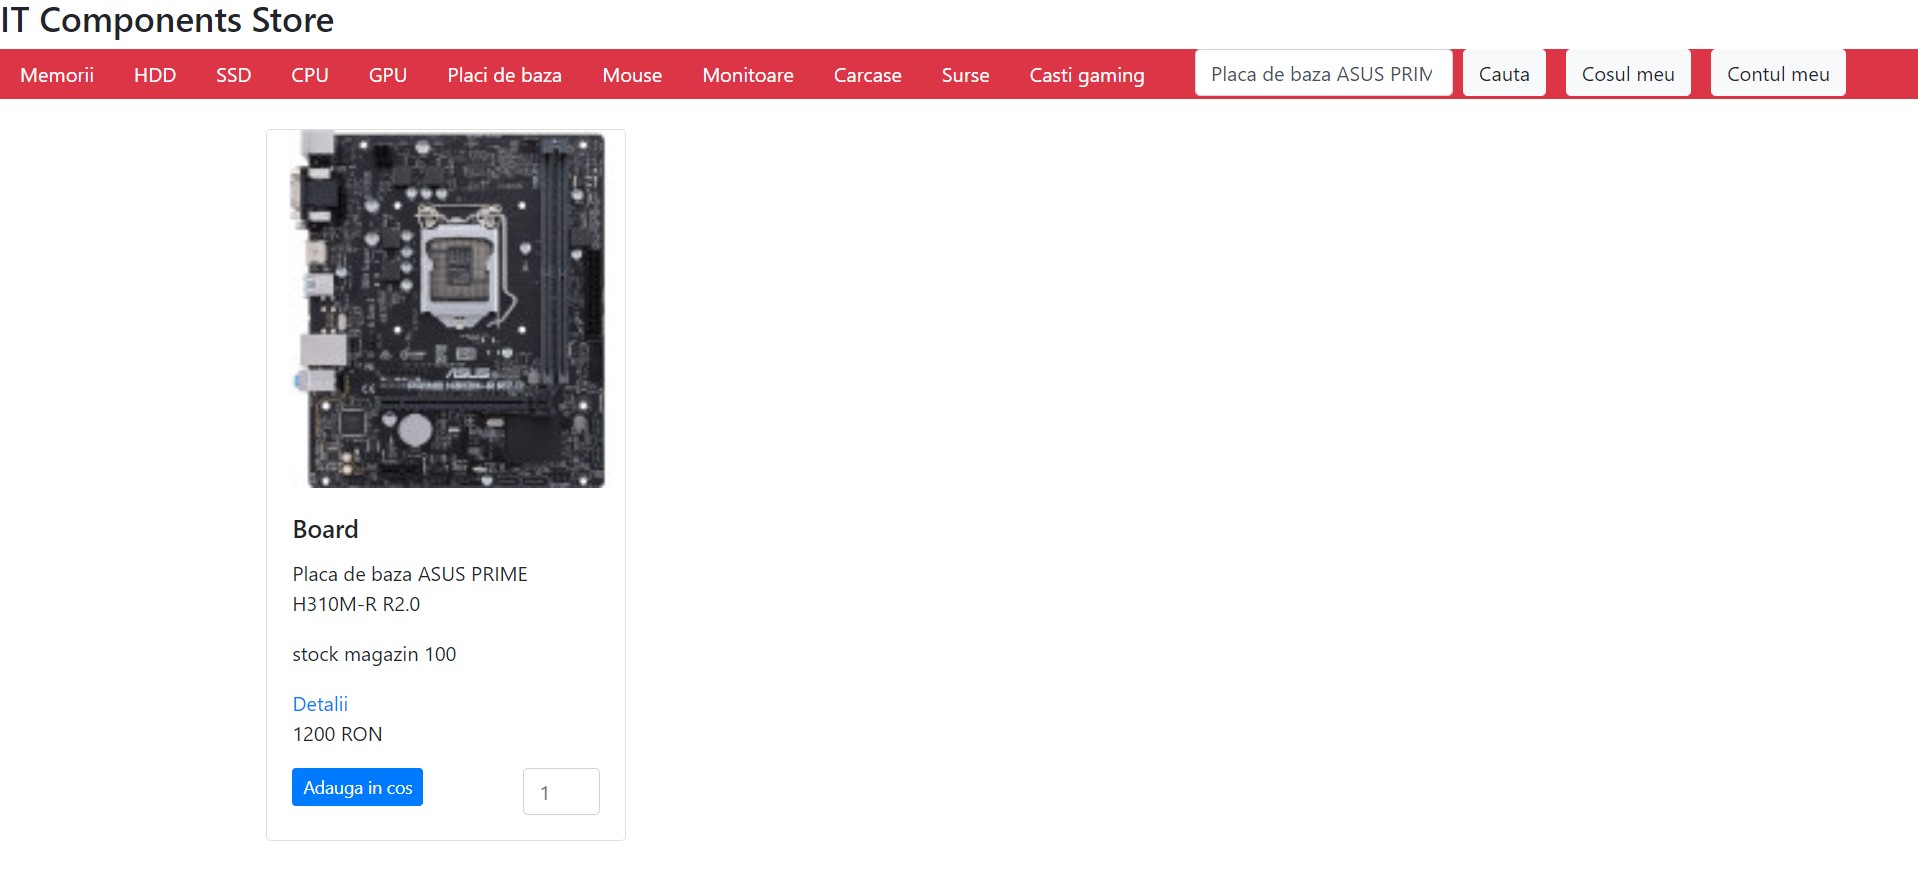 IT Components Store
Memorii HDD SSD CPU GPU Placi de baza Mouse Monitoare Carcase Surse Casti gaming Placa de baza ASUS PRIM Cauta Cosul meu Contul meu
ASUS
Board
Placa de baza ASUS PRIME
H310M-R R2.0
stock magazin 100
Detalii
1200 RON
Adauga in cos 1